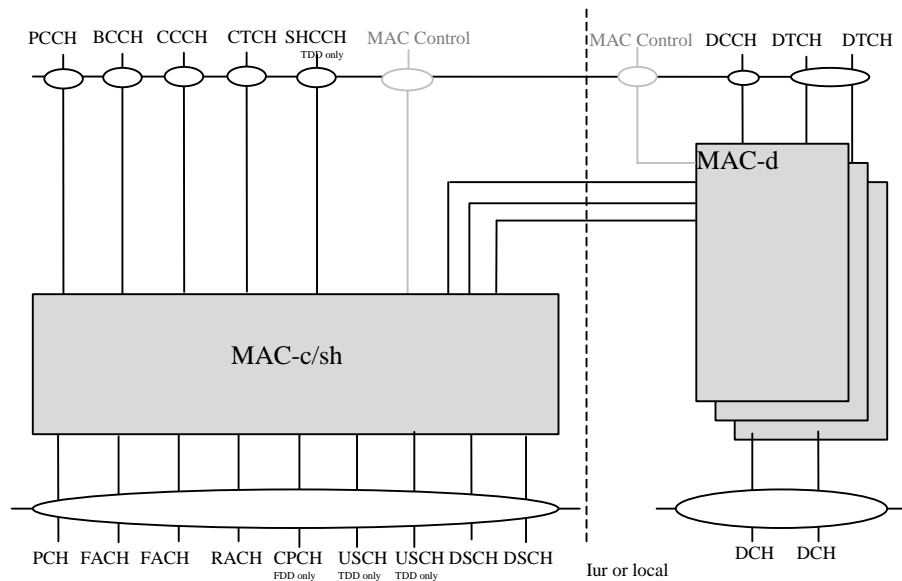 PCCH BCCH CCCH CTCH SHCCH MAC Control MAC Control DCCH DTCH DTCH
TDD only
MAC-d
MAC-c/sh
PCH FACH FACH RACH CPCH USCH USCH DSCH DSCH DCH DCH
FDD only TDD only TDD only
Iur or local